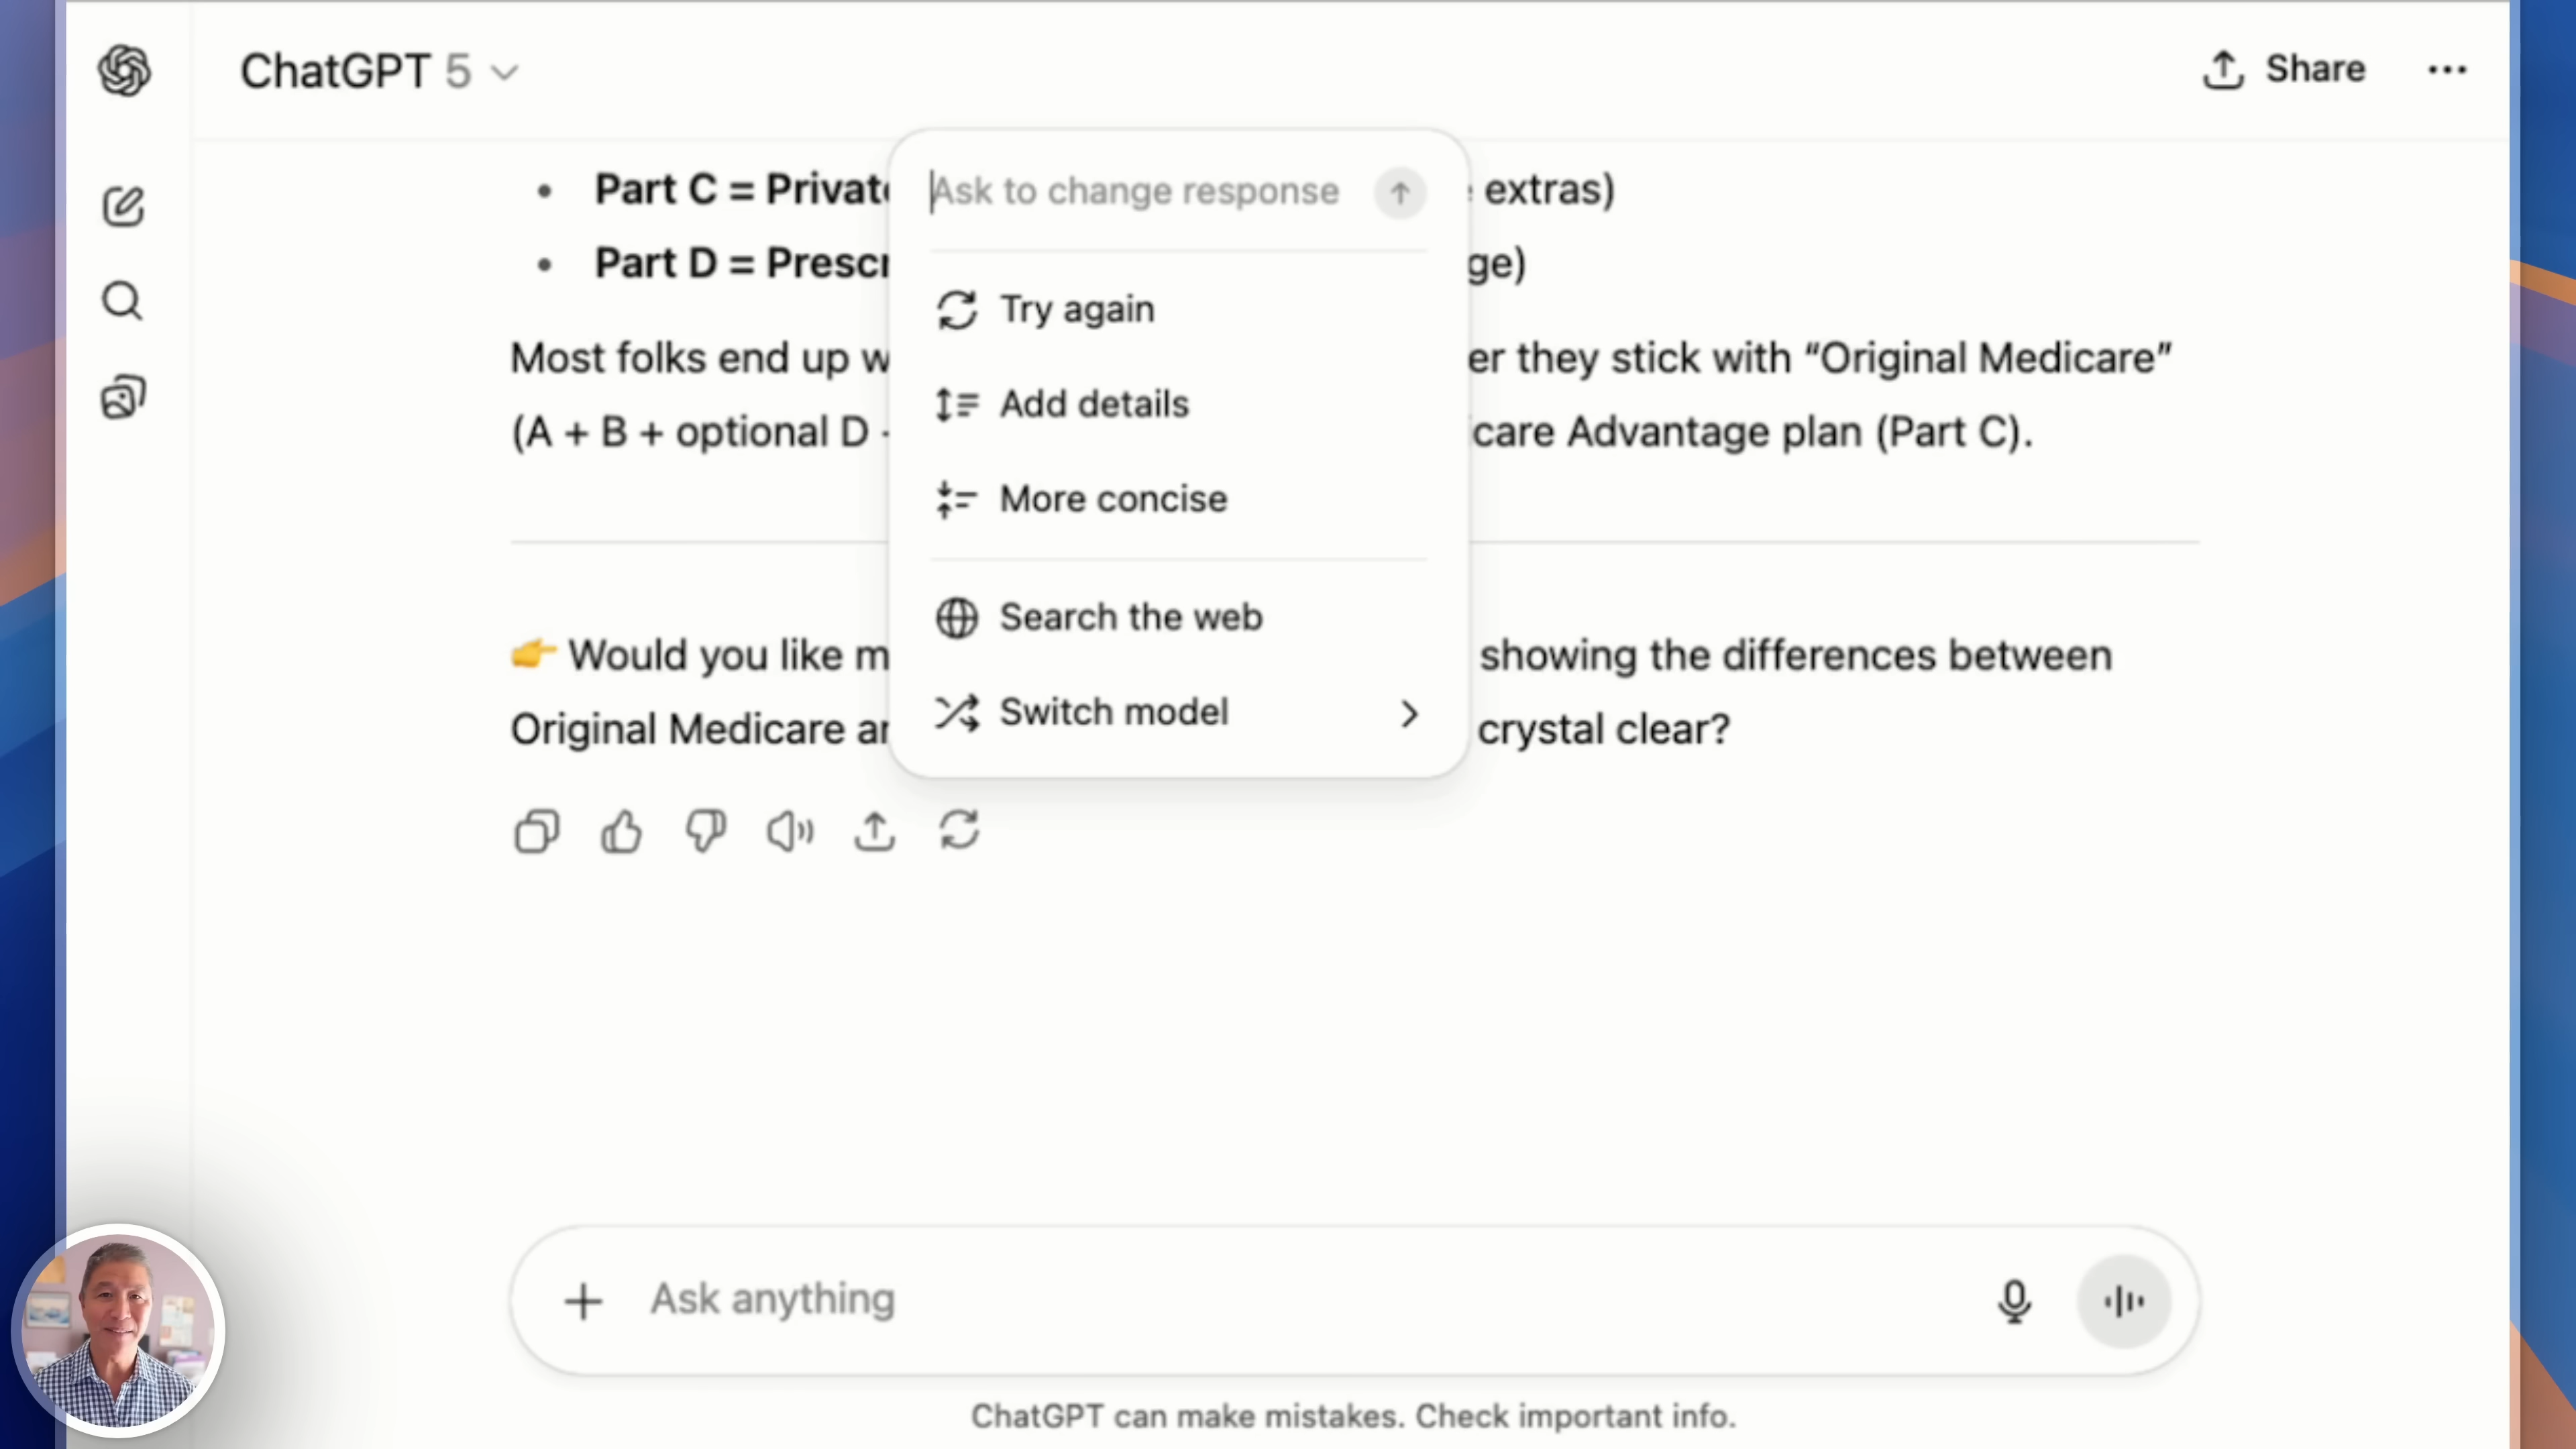 ChatGPT 5
Share
Part C = Private
extras)
Part D = Prescr
ge)
Most folks end up w
er they stick with “Original Medicare”
(A + B + optional D -
care Advantage plan (Part C).
Ask to change response
Try again
Add details
More concise
Search the web
Switch model
👉 Would you like m
showing the differences between
Original Medicare ar
crystal clear?
Ask anything
ChatGPT can make mistakes. Check important info.